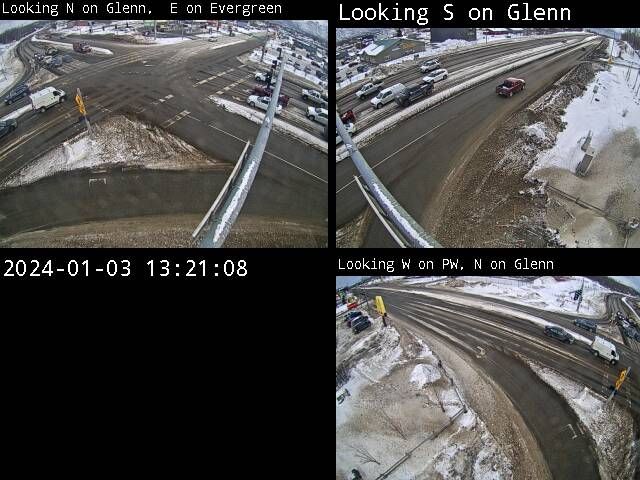 Looking N on Glenn,  E on Evergreen
Looking S on Glenn
2024-01-03 13:21:08
Looking W on PW, N on Glenn